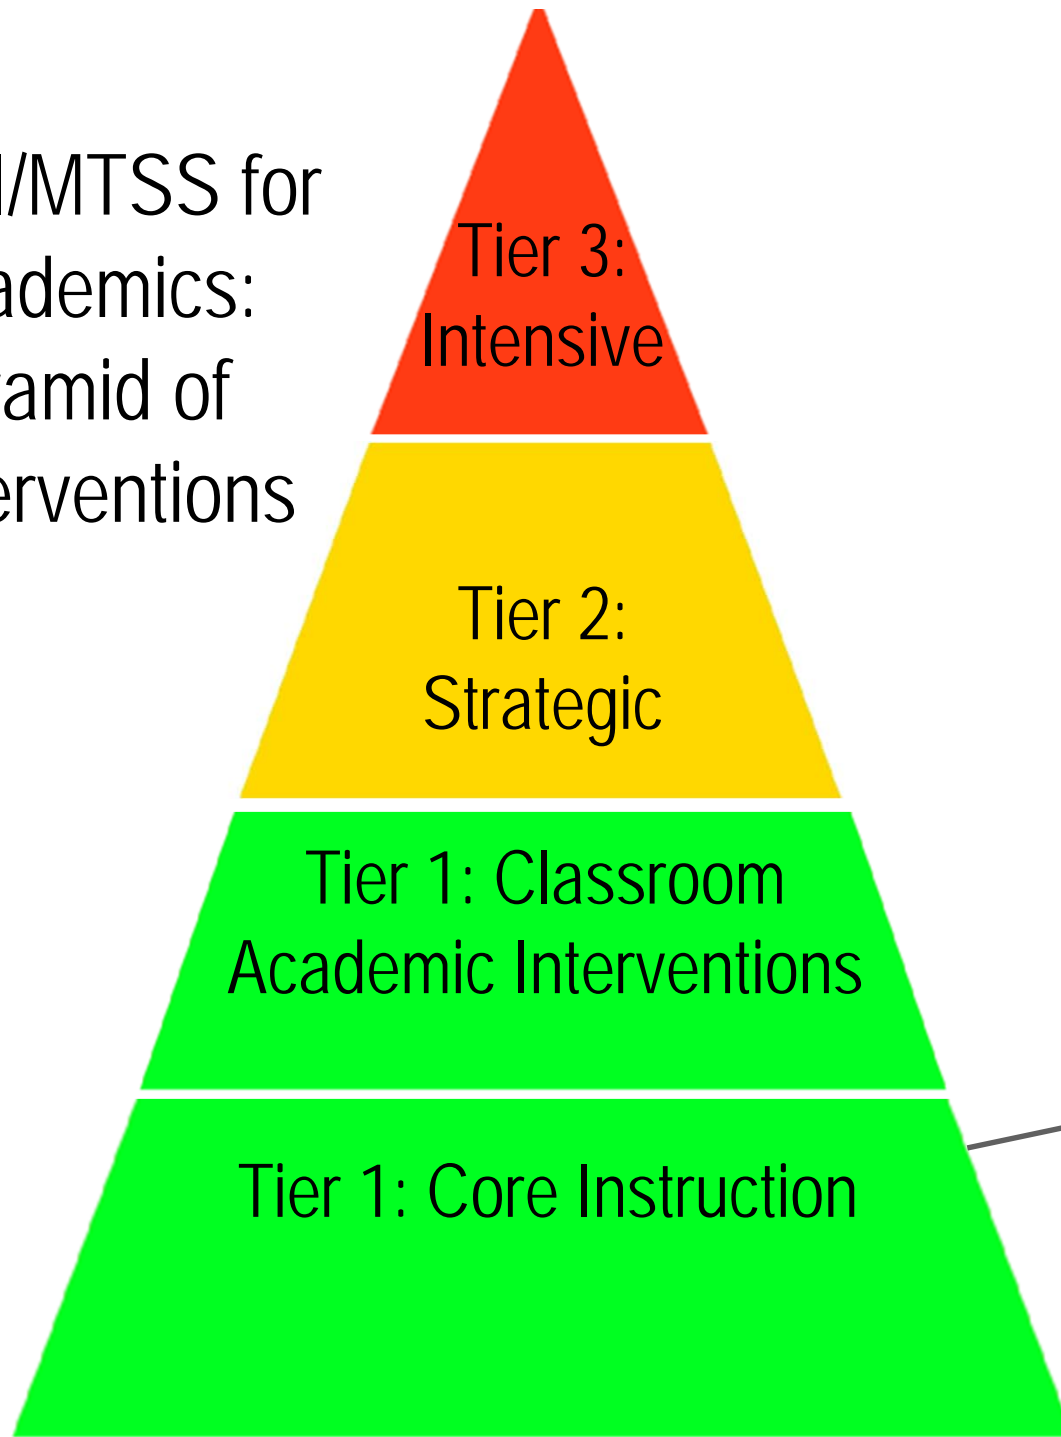 I/MTSS for
ademics:
amid of
erventions
Tier 3:
Intensive
Tier 2:
Strategic
Tier 1: Classroom
Academic Interventions
Tier 1: Core Instruction